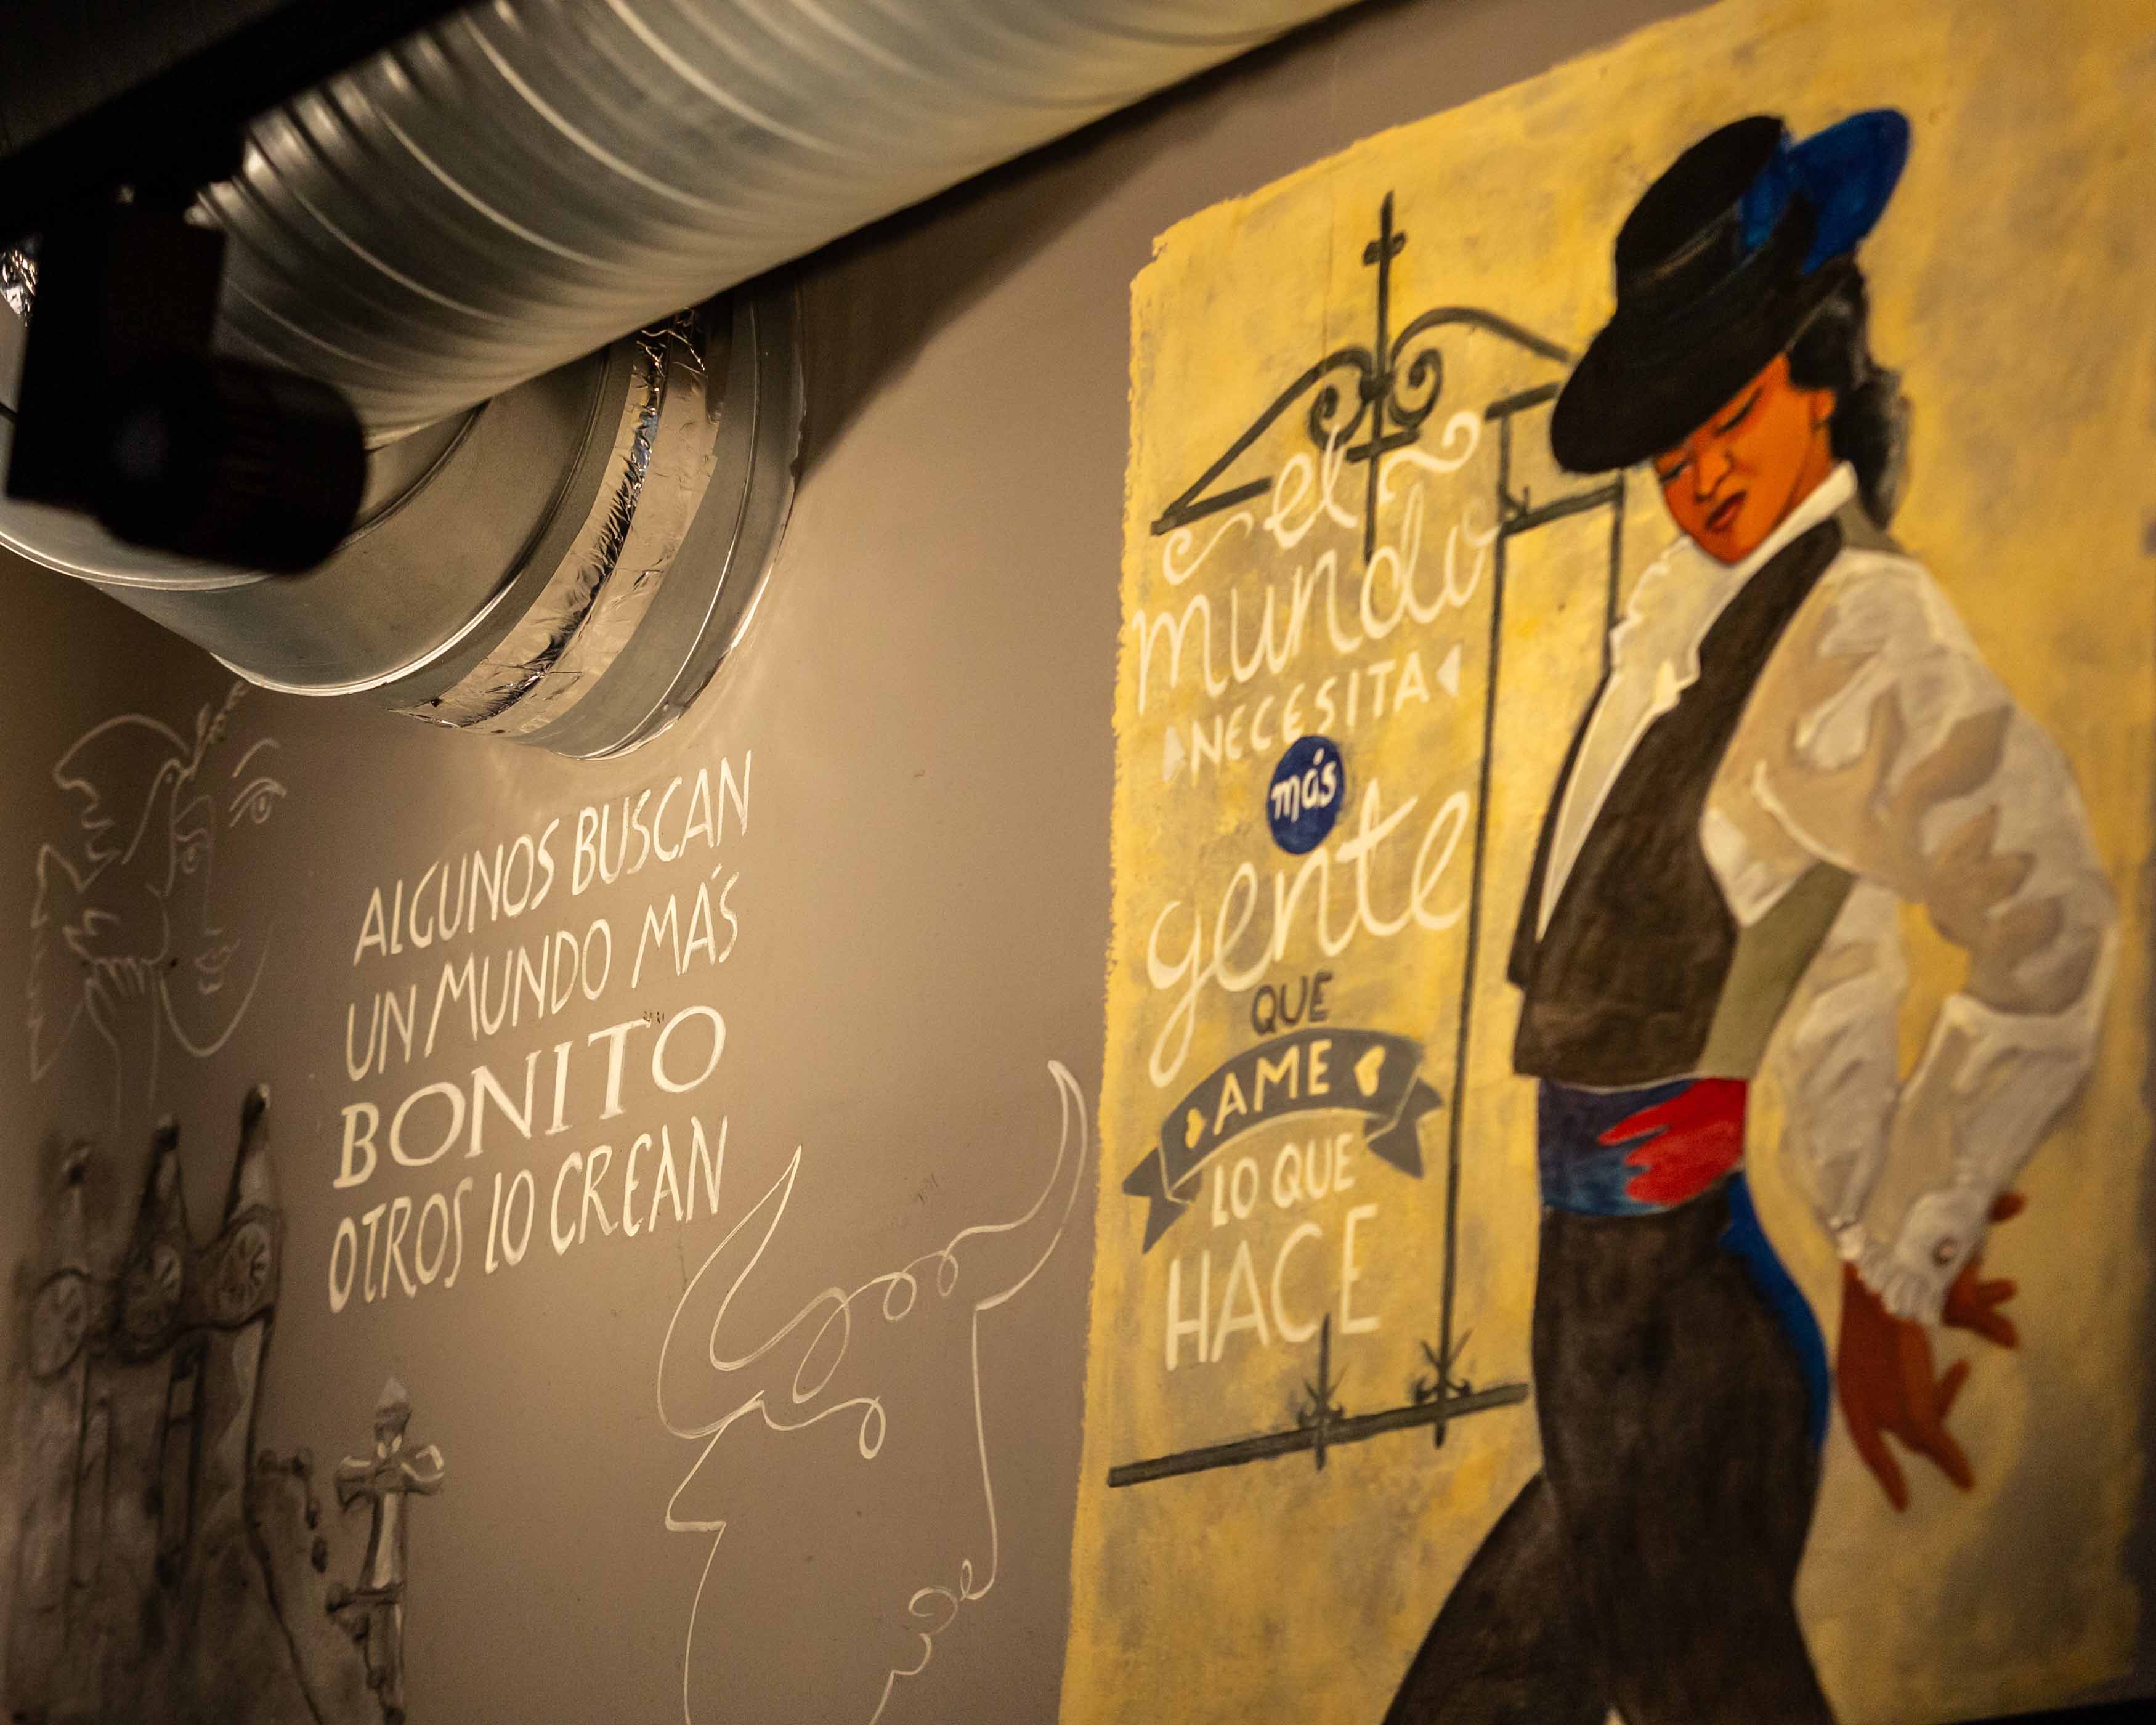 ALGUNOS BUSCAN
UN MUNDO MÁS
BONITO
OTROS LO CREAN
el
mundo
NECESITA
más
gente
QUE
AME
LO QUE
HACE